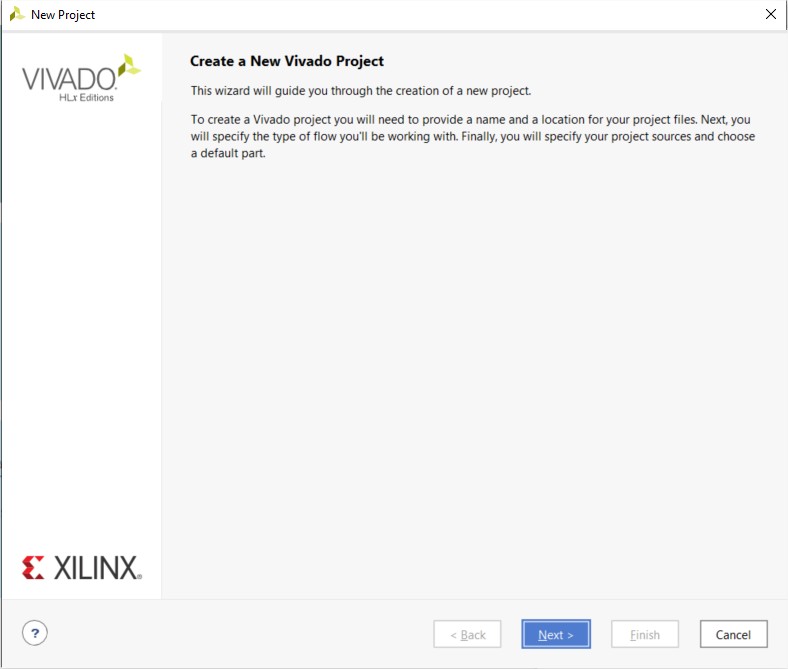 New Project
VIVADO.
HLx Editions
Create a New Vivado Project
This wizard will guide you through the creation of a new project.
To create a Vivado project you will need to provide a name and a location for your project files. Next, you
will specify the type of flow you'll be working with. Finally, you will specify your project sources and choose
a default part.
XILINX®
?
< Back
Next >
Finish
Cancel